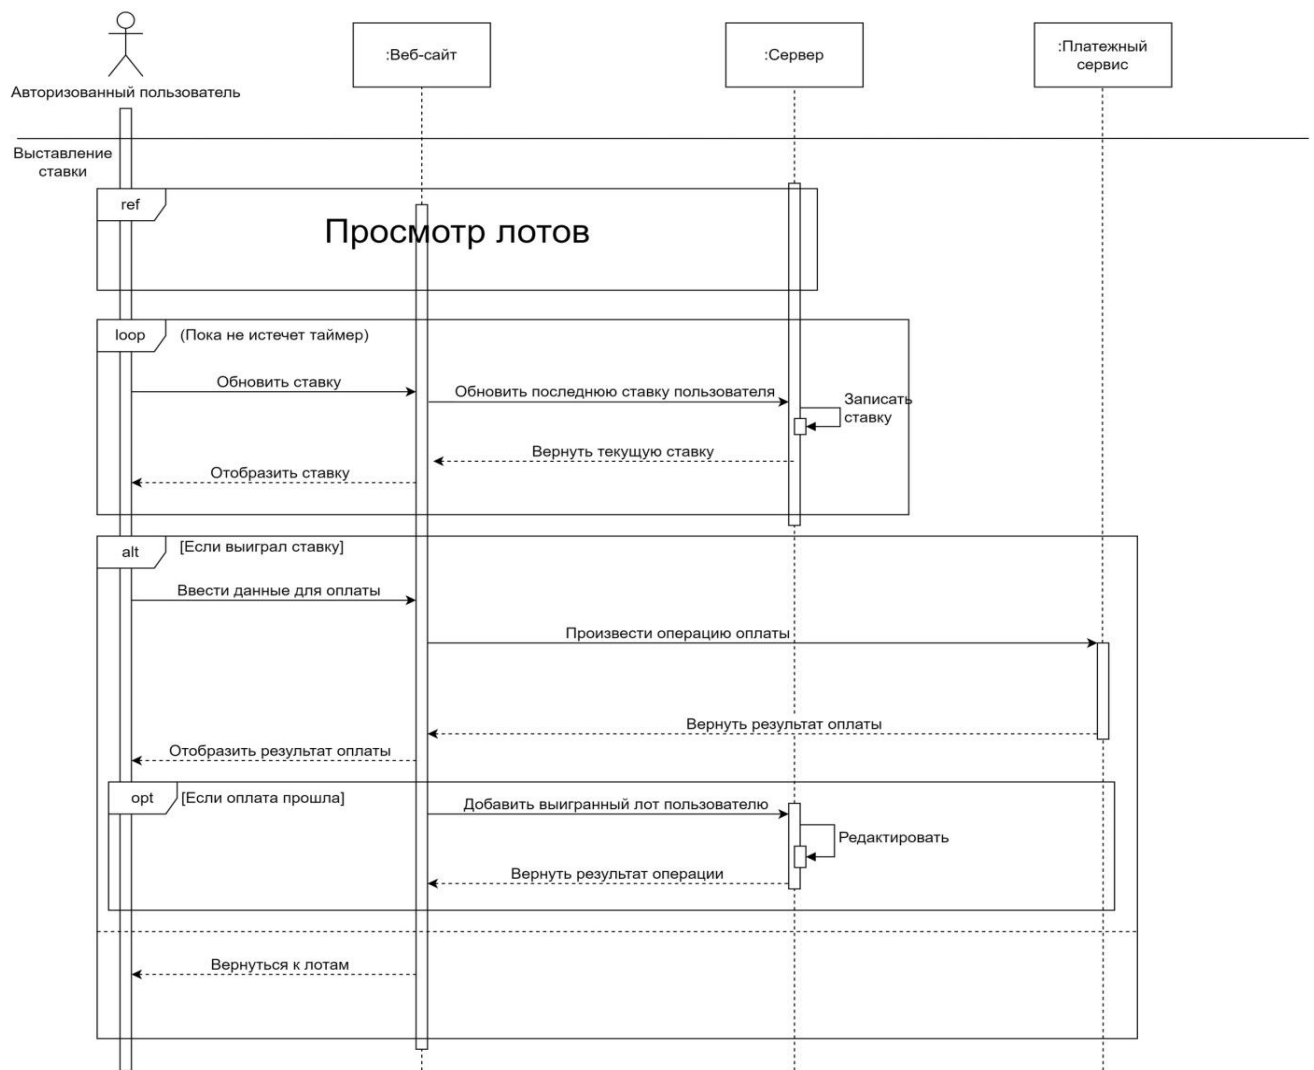 :Веб-сайт
:Сервер
:Платежный
сервис
Авторизованный пользователь
Выставление
ставки
ref
Просмотр лотов
loop
(Пока не истечет таймер)
Обновить ставку
Обновить последнюю ставку пользователя
Записать
ставку
Вернуть текущую ставку
Отобразить ставку
alt
[Если выиграл ставку]
Ввести данные для оплаты
Произвести операцию оплаты
Вернуть результат оплаты
Отобразить результат оплаты
opt
[Если оплата прошла]
Добавить выигранный лот пользователю
Редактировать
Вернуть результат операции
Вернуться к лотам